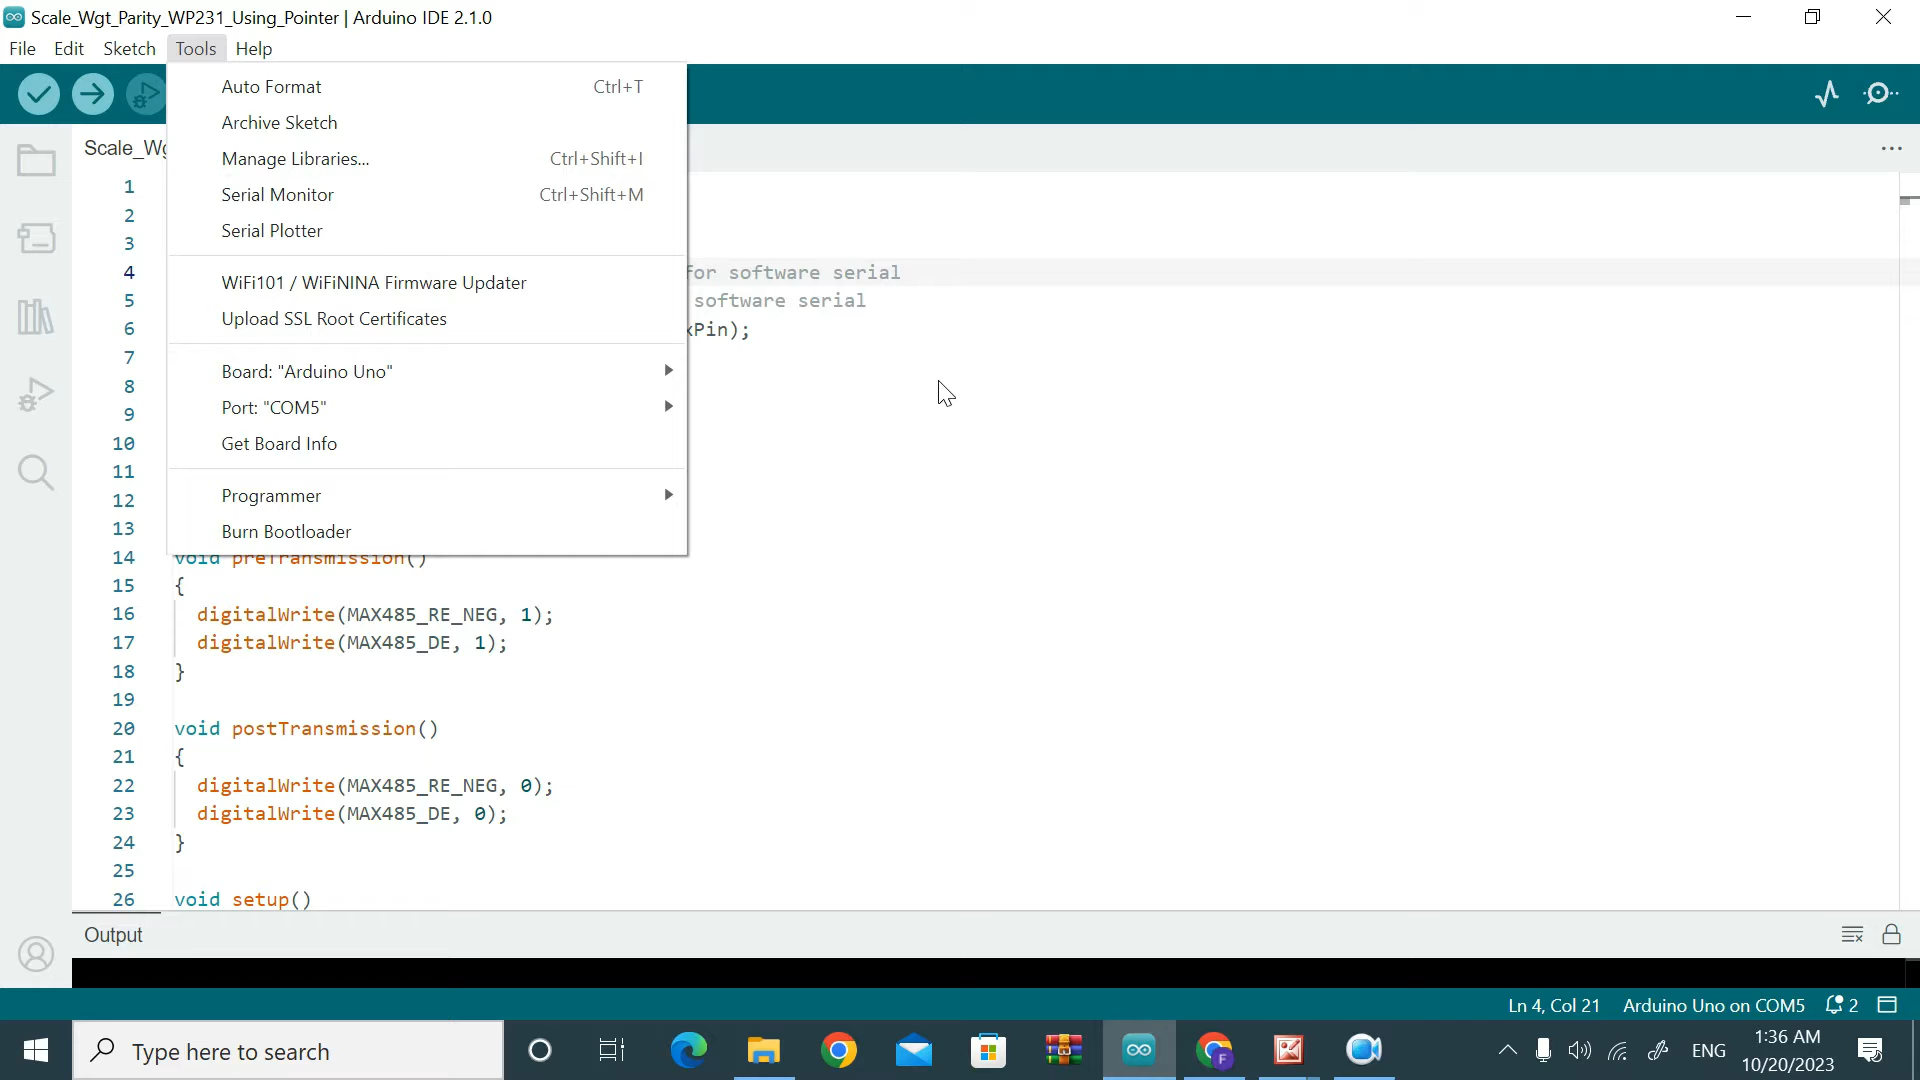 Scale_Wgt_Parity_WP231_Using_Pointer | Arduino IDE 2.1.0
File Edit Sketch Tools Help
Auto Format Ctrl+T
Archive Sketch
Scale_Wg
Manage Libraries... Ctrl+Shift+I
1
Serial Monitor Ctrl+Shift+M
2
Serial Plotter
3
4 for software serial
WiFi101 / WiFiNINA Firmware Updater
5 software serial
Upload SSL Root Certificates
6 xPin);
7
Board: "Arduino Uno"
8
Port: "COM5"
9
10
Get Board Info
11
12
Programmer
13
Burn Bootloader
14 void preTransmission()
15 {
16 digitalWrite(MAX485_RE_NEG, 1);
17 digitalWrite(MAX485_DE, 1);
18 }
19
20 void postTransmission()
21 {
22 digitalWrite(MAX485_RE_NEG, 0);
23 digitalWrite(MAX485_DE, 0);
24 }
25
26 void setup()
Output
Ln 4, Col 21 Arduino Uno on COM5 2
Type here to search
F
ENG
1:36 AM
10/20/2023